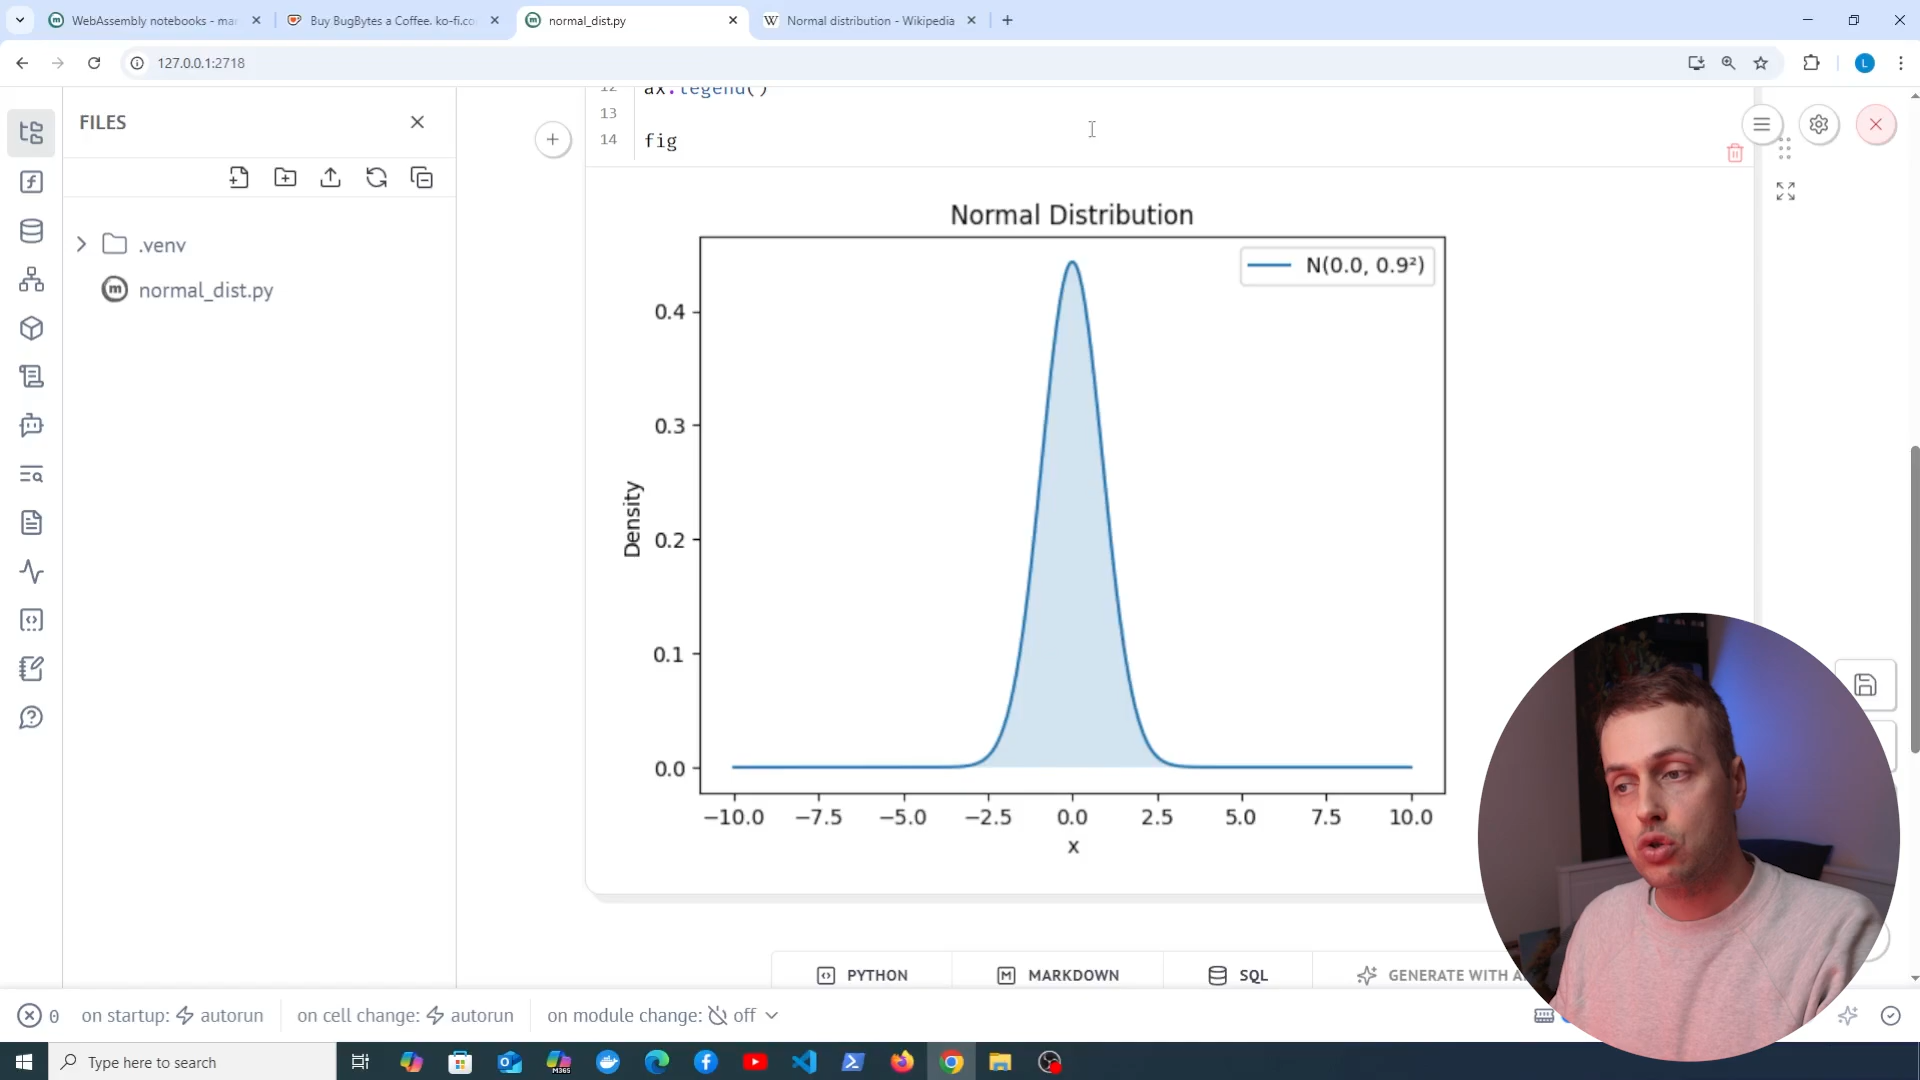 WebAssembly notebooks - ma
Buy BugBytes a Coffee. ko-fi.co
normal_dist.py
Normal distribution - Wikipedia
127.0.0.1:2718
L
FILES
.venv
normal_dist.py
12 ax.legend()
13
14 fig
Normal Distribution
N(0.0, 0.9²)
0.4
0.3
0.2
0.1
0.0
Density
−10.0 −7.5 −5.0 −2.5 0.0 2.5 5.0 7.5 10.0
x
PYTHON
MARKDOWN
SQL
GENERATE WITH A
0
on startup: autorun
on cell change: autorun
on module change: off
Type here to search
M365